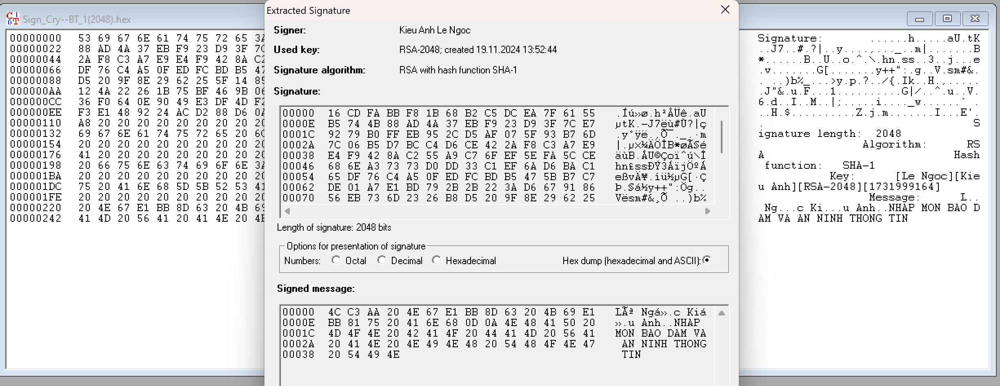 Sign_Cry--BT_1(2048).hex
00000000 53 69 67 6E 61 74 75 72 65 3A
00000022 88 AD 4A 37 EB F9 23 D9 3F 7C
00000044 2A F8 C3 A7 E9 E4 F9 42 8A C2
00000066 DF 76 C4 A5 0F ED FC BD B5 47
00000088 D5 20 9F 8E 29 62 25 5F 14 85
000000AA 12 4A 22 26 1B 75 BF 46 9B 06
000000CC 36 F0 64 0E 90 49 E3 DF 4D F2
000000EE F3 E1 48 92 24 AC D2 88 D6 0A
00000110 A8 20 20 20 20 20 20 20 20 20
00000132 69 67 6E 61 74 75 72 65 20 6C
00000154 20 20 20 20 20 20 20 20 20 20
00000176 41 20 20 20 20 20 20 20 20 20
00000198 20 66 75 6E 63 74 69 6F 6E 3A
000001BA 20 20 20 20 20 20 20 20 20 20
000001DC 75 20 41 6E 68 5D 5B 52 53 41
000001FE 20 20 20 20 20 20 20 20 20 20
00000220 20 4E 67 E1 BB 8D 63 20 4B 69
00000242 41 4D 20 56 41 20 41 4E 20 4E
Extracted Signature
Signer: Kieu Anh Le Ngoc
Used key: RSA-2048; created 19.11.2024 13:52:44
Signature algorithm: RSA with hash function SHA-1
Signature:
00000 16 CD FA BB F8 1B 68 B2 C5 DC EA 7F 61 55 .Íú»ø.h²ÅÜê.aU
0000E B5 74 4B 88 AD 4A 37 EB F9 23 D9 3F 7C E7 µtK.–J7ëù#Ù?|ç
0001C 92 79 B0 FF EB 95 2C D5 AF 07 5F 93 B7 6D .y°ÿë.,Õ¯._.·m
0002A 7C 06 B5 D7 BC C4 D6 CE 42 2A F8 C3 A7 E9 |.µ×¼ÄÖÎB*øÃ§é
00038 E4 F9 42 8A C2 55 A9 C7 6F EF 5E FA 5C CE äùB.ÂU©Çoï^ú\Î
00046 68 6E A3 73 73 D0 DD 33 C1 EF 6A D6 BA C1 hn£ssÐÝ3ÁïjÖºÁ
00054 65 DF 76 C4 A5 0F ED FC BD B5 47 5B B7 C7 eßvÄ¥.íü½µG[·Ç
00062 DE 01 A7 E1 BD 79 2B 2B 22 3A D6 67 91 86 Þ.§á½y++":Ög..
00070 56 EB 73 6D 23 26 B8 D5 20 9F 8E 29 62 25 Vësm#&¸Õ ..)b%
Length of signature: 2048 bits
Options for presentation of signature
Numbers: Octal Decimal Hexadecimal Hex dump (hexadecimal and ASCII):
Signed message:
00000 4C C3 AA 20 4E 67 E1 BB 8D 63 20 4B 69 E1 LÃª Ngá».c Kiá
0000E BB 81 75 20 41 6E 68 0D 0A 4E 48 41 50 20 ».u Anh..NHAP
0001C 4D 4F 4E 20 42 41 4F 20 44 41 4D 20 56 41 MON BAO DAM VA
0002A 20 41 4E 20 4E 49 4E 48 20 54 48 4F 4E 47 AN NINH THONG
00038 20 54 49 4E TIN
Signature: ......h.....aU.tK
..J7..#.?|..y....,..._..m|.......B
*......B..U..o.^.\.hn.ss..3..j...e
.v.......G[.......y++":.g..V.sm#&.
. ..)b%_...>y.p.?../{.Ik..H.,.....
.J"&.u.F...1..........G|/..^.u..V.
6.d..I..M..|;.....i...._w......`.
..H.$..........Z.j.m.......I...E'.
. S
ignature length: 2048
Algorithm: RS
A Hash
function: SHA-1
Key: [Le Ngoc][Kie
u Anh][RSA-2048][1731999164]
Message: L..
Ng...c Ki...u Anh..NHAP MON BAO D
AM VA AN NINH THONG TIN